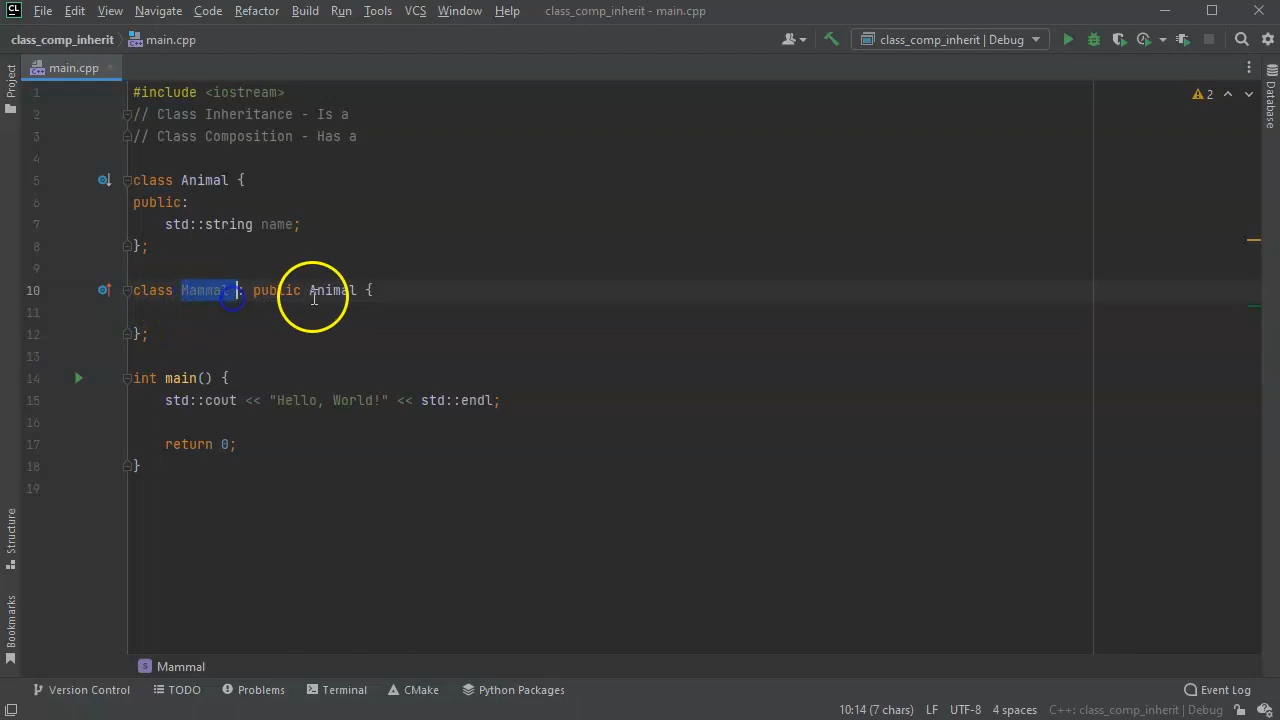 CL File Edit View Navigate Code Refactor Build Run Tools VCS Window Help class_comp_inherit - main.cpp
class_comp_inherit main.cpp class_comp_inherit | Debug
Project main.cpp
Database
2
1 #include <iostream>
2 // Class Inheritance - Is a
3 // Class Composition - Has a
4
5 class Animal {
6 public:
7 std::string name;
8 };
9
10 class Mammal : public Animal {
11
12 };
13
14 int main() {
15 std::cout << "Hello, World!" << std::endl;
16
17 return 0;
18 }
19
Structure
Bookmarks
S Mammal
Version Control TODO Problems Terminal CMake Python Packages Event Log
10:14 (7 chars) LF UTF-8 4 spaces C++: class_comp_inherit | Debug